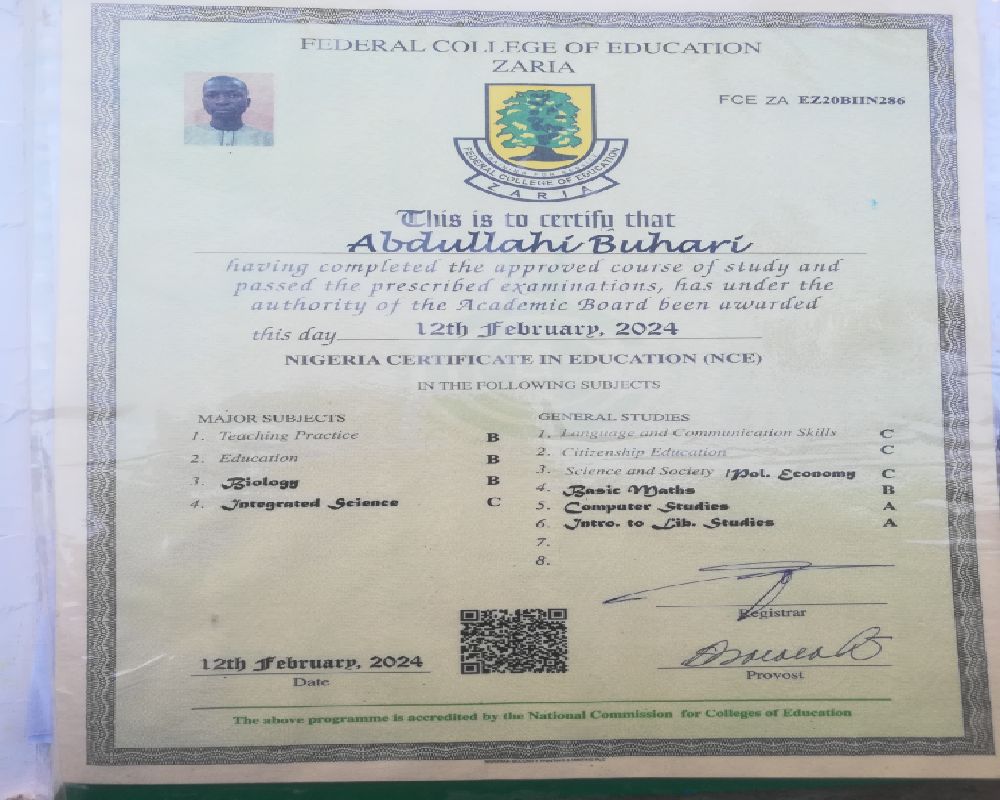 FEDERAL COLLEGE OF EDUCATION
ZARIA
FCE ZA EZ20BIIN286
FEDERAL COLLEGE OF EDUCATION
ZARIA
This is to certify that
Abdullahi Buhari
having completed the approved course of study and
passed the prescribed examinations, has under the
authority of the Academic Board been awarded
this day 12th February, 2024
NIGERIA CERTIFICATE IN EDUCATION (NCE)
IN THE FOLLOWING SUBJECTS
MAJOR SUBJECTS
1. Teaching Practice B
2. Education B
3. Biology B
4. Integrated Science C
GENERAL STUDIES
1. Language and Communication Skills C
2. Citizenship Education C
3. Science and Society /Pol. Economy C
4. Basic Maths B
5. Computer Studies A
6. Intro. to Lib. Studies A
7.
8.
Registrar
12th February, 2024
Date
Provost
The above programme is accredited by the National Commission for Colleges of Education